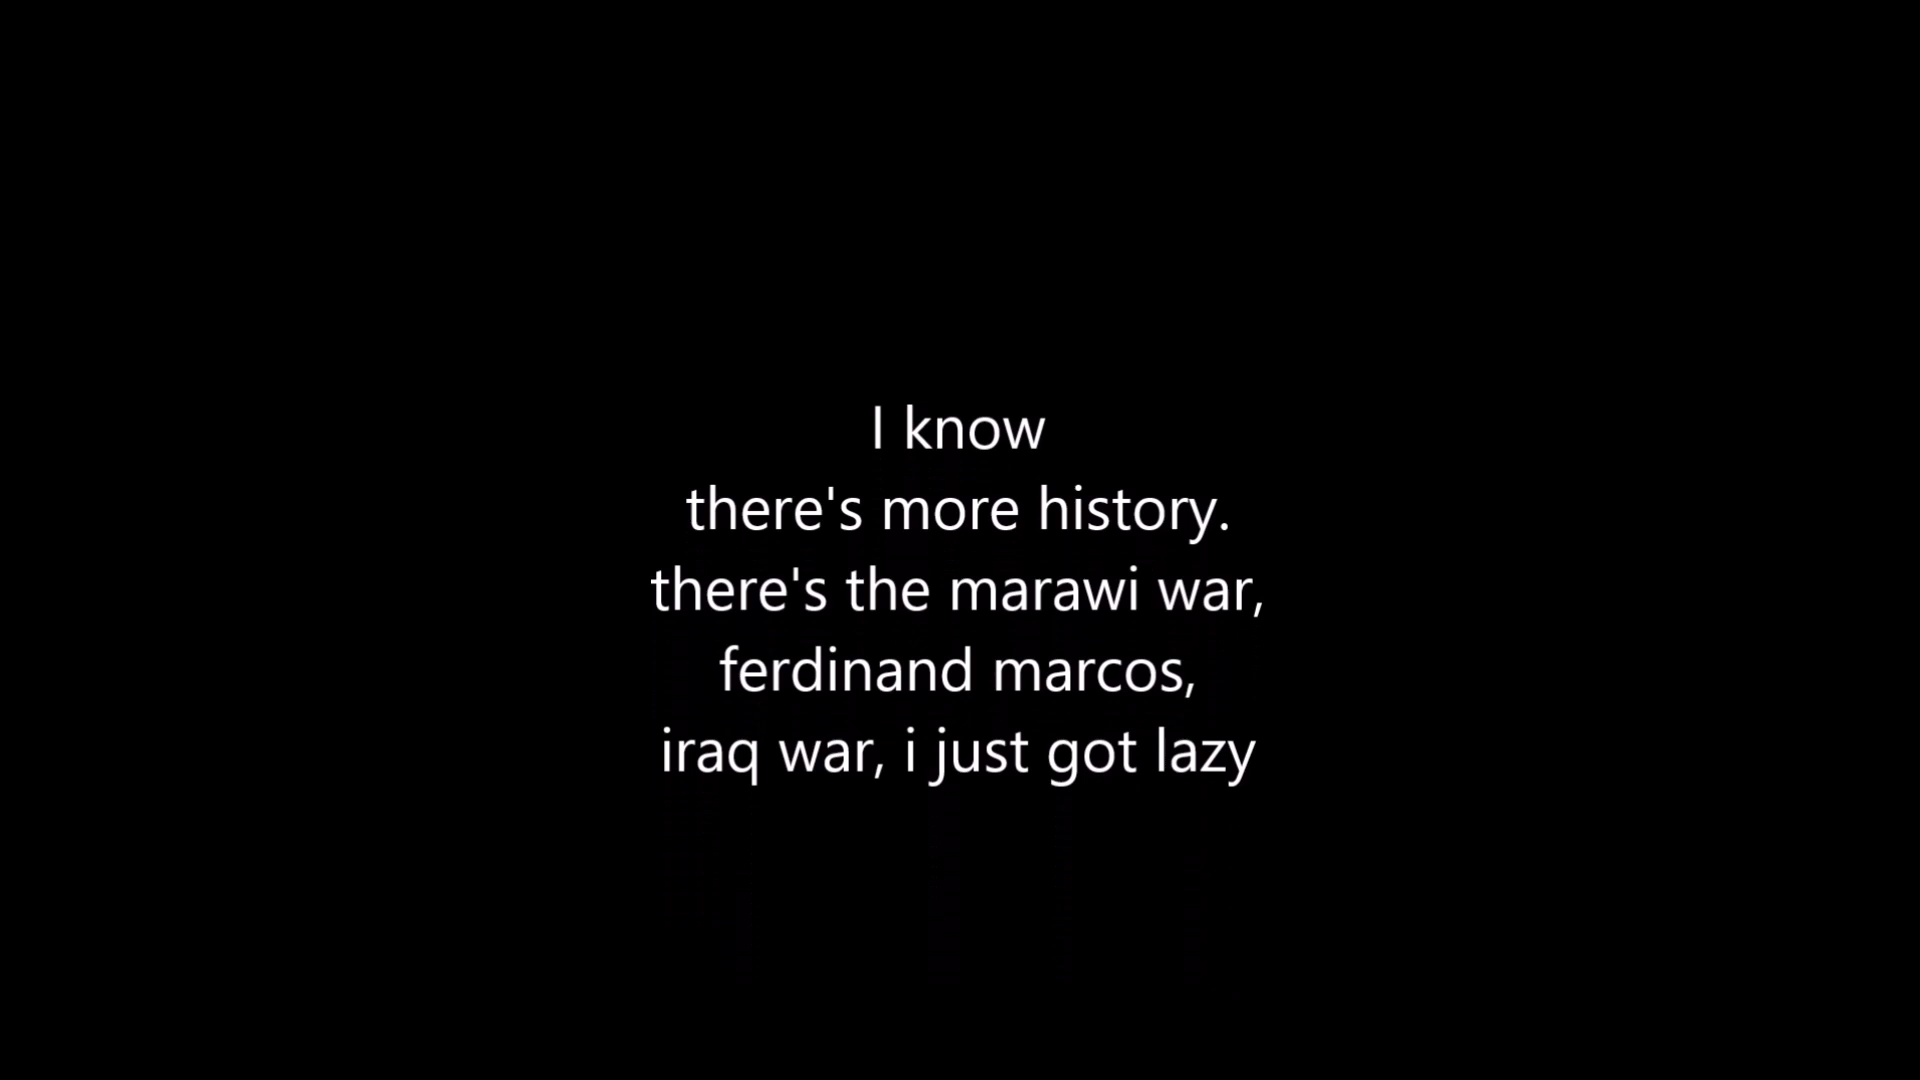 I know
there's more history.
there's the marawi war,
ferdinand marcos,
iraq war, i just got lazy